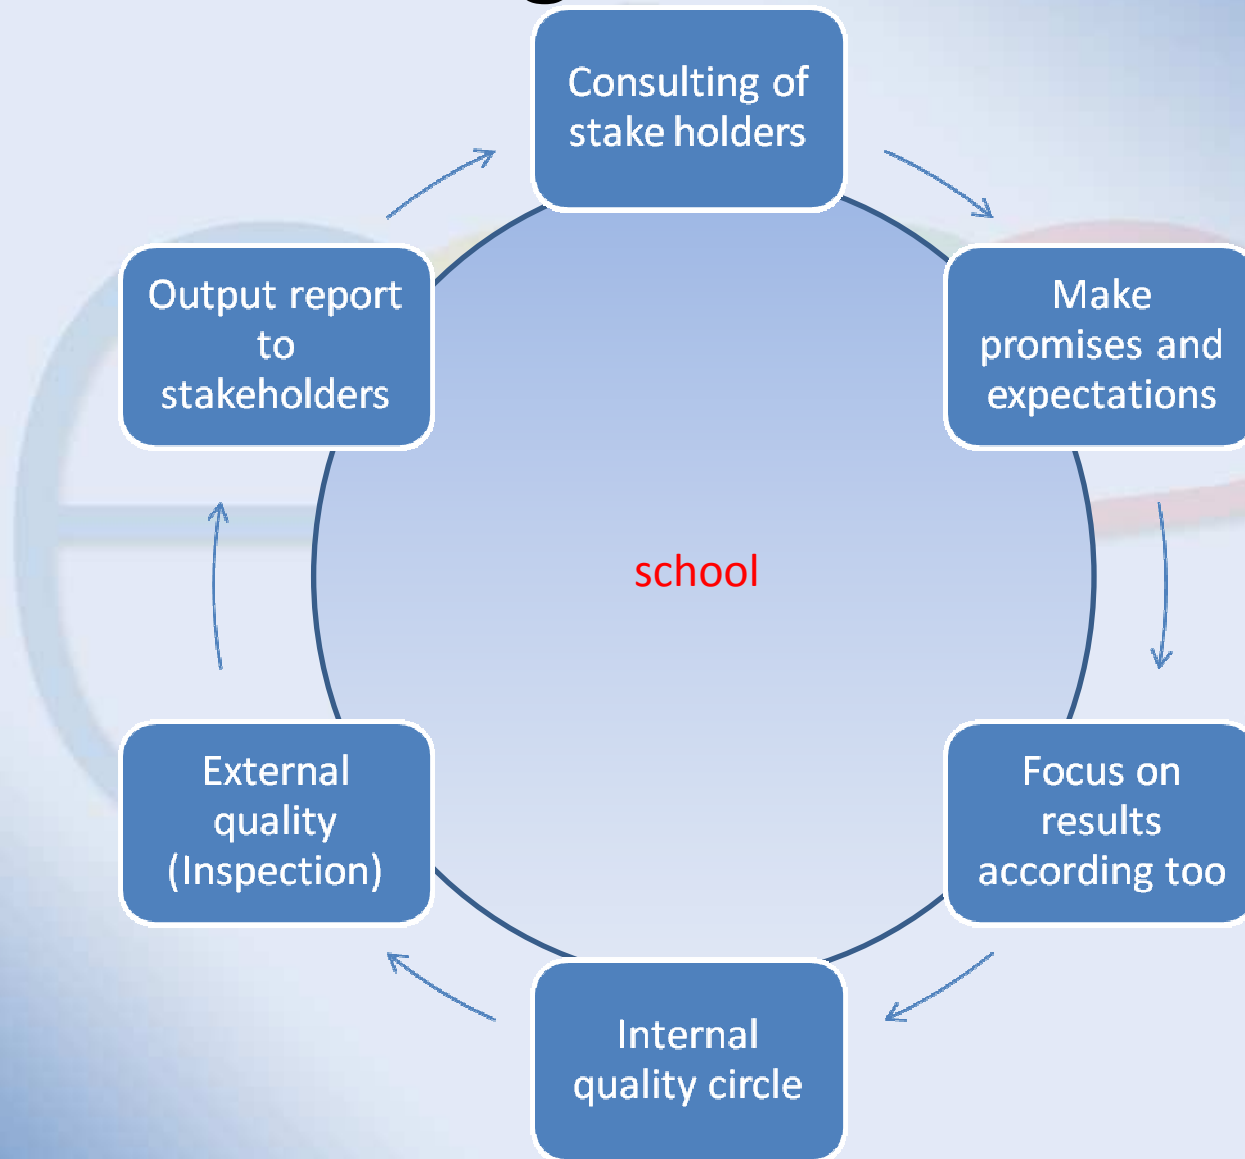 Consulting of
stake holders
Make
promises and
expectations
Focus on
results
according too
Internal
quality circle
External
quality
(Inspection)
Output report
to
stakeholders
school